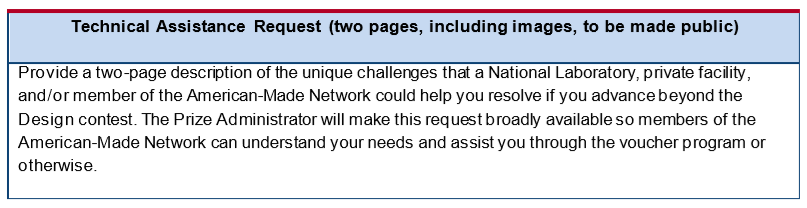 Technical Assistance Request (two pages, including images, to be made public)
Provide a two-page description of the unique challenges that a National Laboratory, private facility,
and/or member of the American-Made Network could help you resolve if you advance beyond the
Design contest. The Prize Administrator will make this request broadly available so members of the
American-Made Network can understand your needs and assist you through the voucher program or
otherwise.